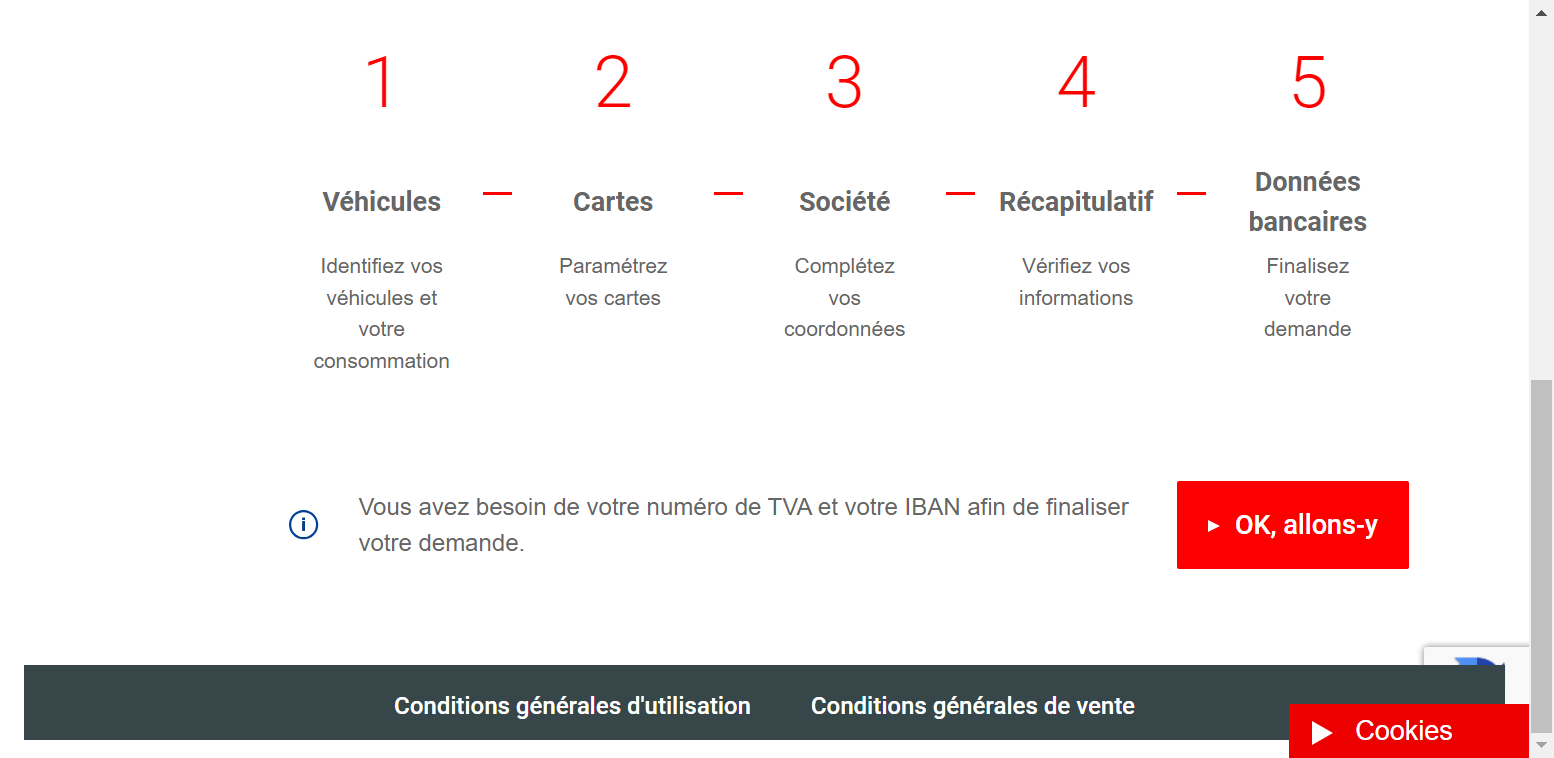 1
2
3
4
5
Véhicules
Cartes
Société
Récapitulatif
Données
bancaires
Identifiez vos
véhicules et
votre
consommation
Paramétrez
vos cartes
Complétez
vos
coordonnées
Vérifiez vos
informations
Finalisez
votre
demande
Vous avez besoin de votre numéro de TVA et votre IBAN afin de finaliser
votre demande.
OK, allons-y
Conditions générales d'utilisation
Conditions générales de vente
Cookies